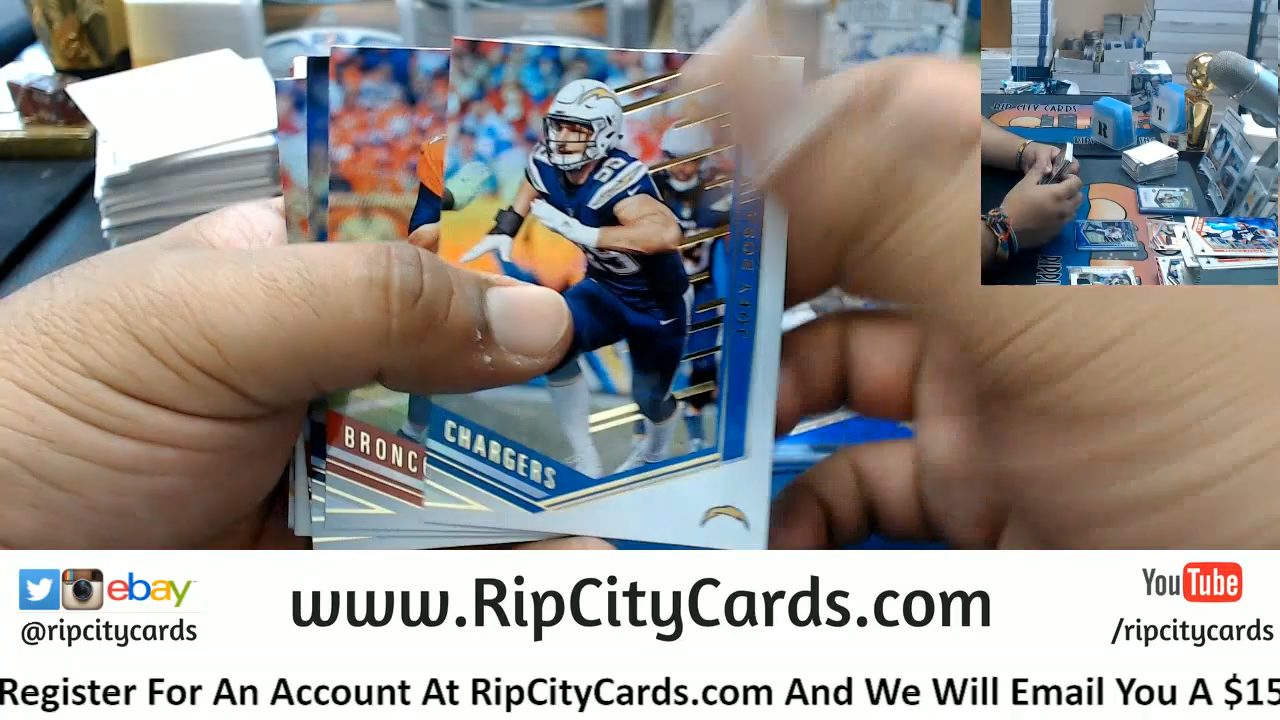 RIP CITY CARDS
R
T
JOEY BOSA
BRONC
CHARGERS
ebay
@ripcitycards
www.RipCityCards.com
YouTube
/ripcitycards
Register For An Account At RipCityCards.com And We Will Email You A $15